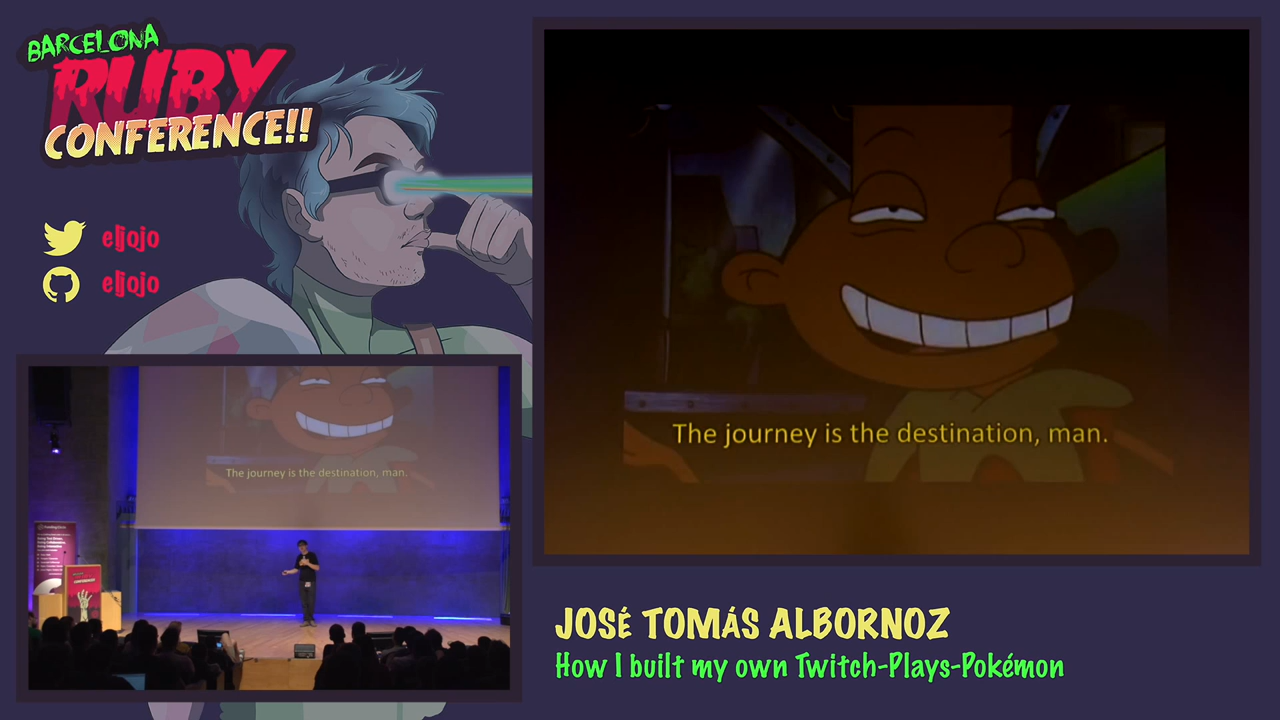 BARCELONA
RUBY
CONFERENCE!!
eljojo
eljojo
The journey is the destination, man.
The journey is the destination, man.
JOSÉ TOMÁS ALBORNOZ
How I built my own Twitch-Plays-Pokémon